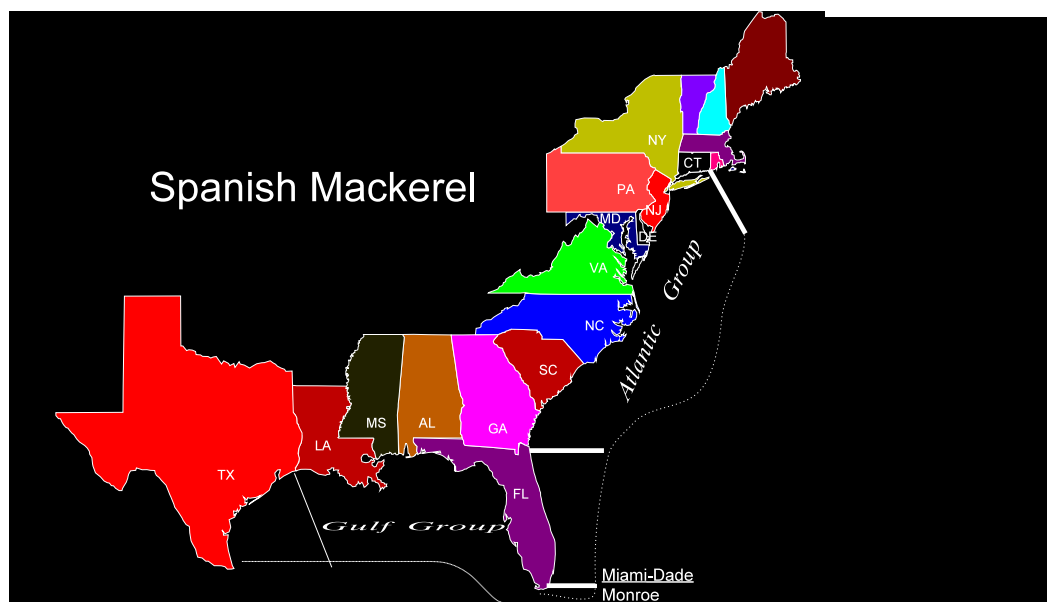 Spanish Mackerel
NY
CT
PA
NJ
MD
DE
VA
NC
SC
MS
AL
GA
LA
TX
FL
Atlantic Group
Gulf Group
Miami-Dade
Monroe